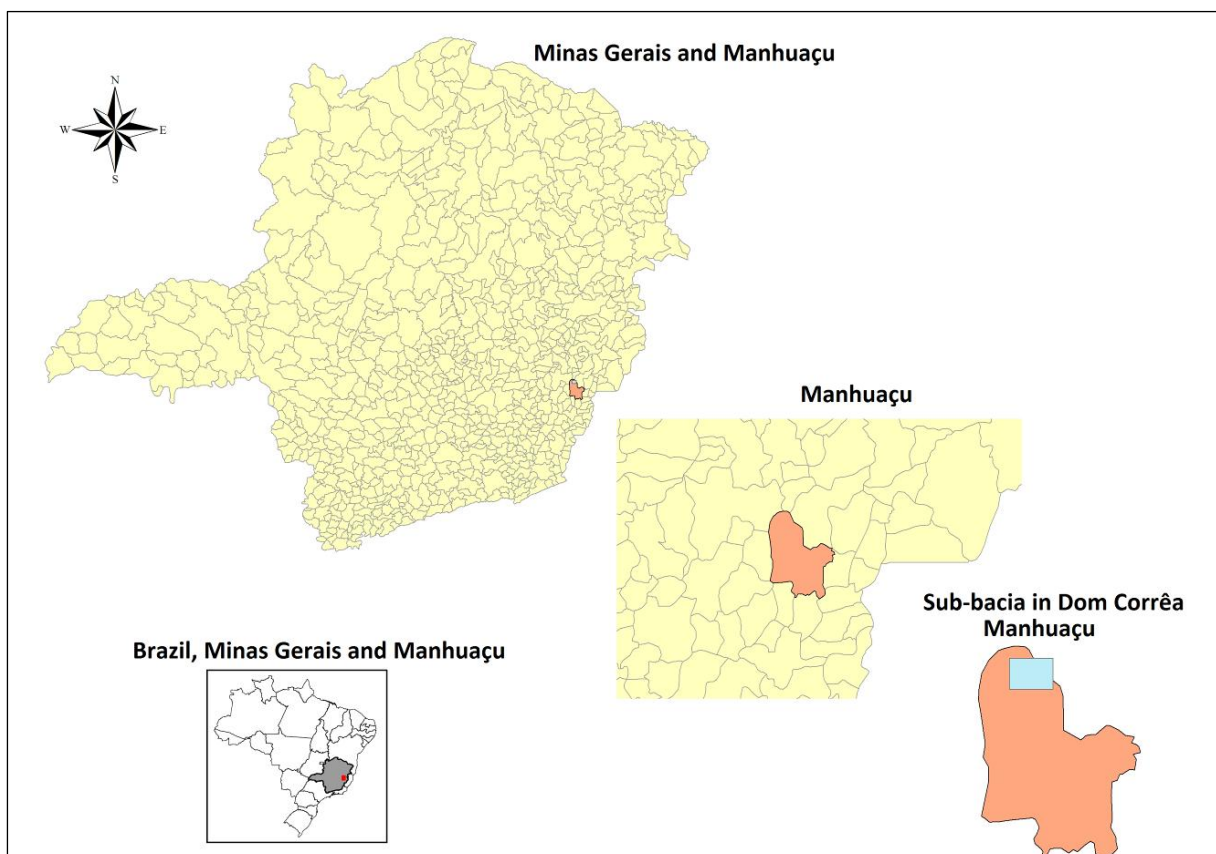 Minas Gerais and Manhuaçu
N
W
E
S
Manhuaçu
Sub-bacia in Dom Corrêa
Manhuaçu
Brazil, Minas Gerais and Manhuaçu